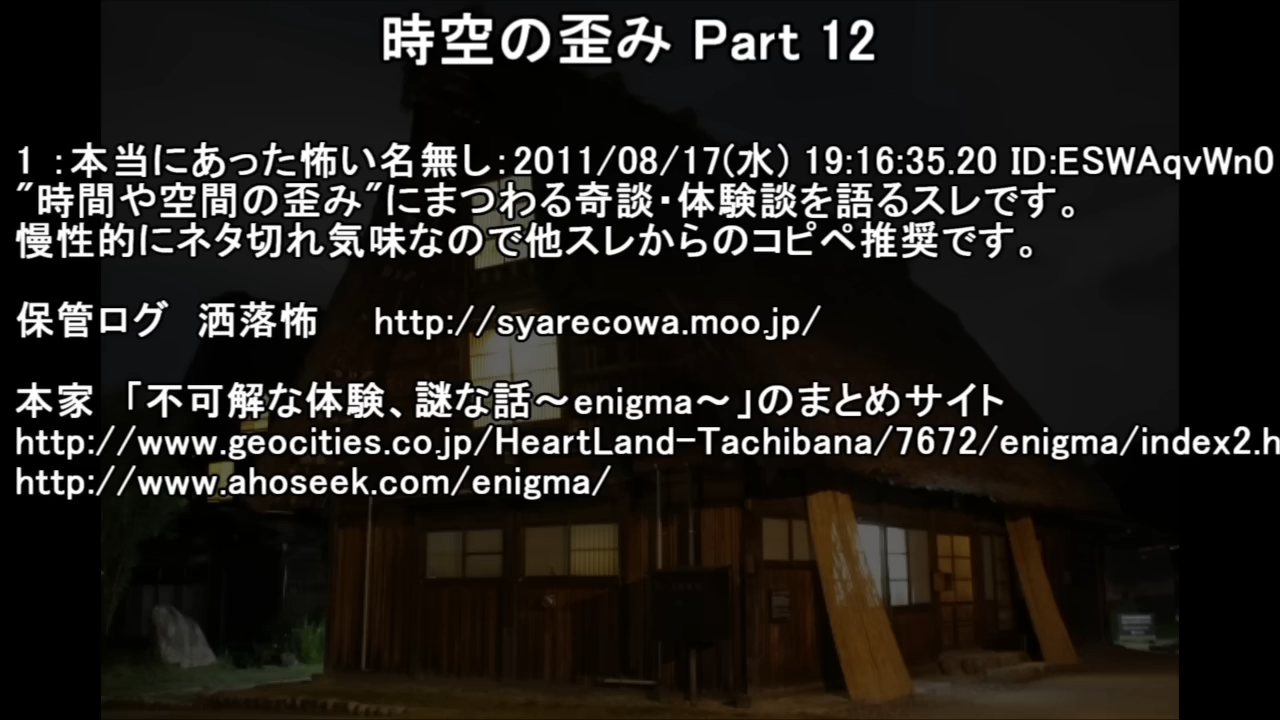 時空の歪み Part 12
1 ：本当にあった怖い名無し：2011/08/17(水) 19:16:35.20 ID:ESWAqvWn0
"時間や空間の歪み"にまつわる奇談・体験談を語るスレです。
慢性的にネタ切れ気味なので他スレからのコピペ推奨です。
保管ログ　洒落怖　 http://syarecowa.moo.jp/
本家　「不可解な体験、謎な話～enigma～」のまとめサイト
http://www.geocities.co.jp/HeartLand-Tachibana/7672/enigma/index2.h
http://www.ahoseek.com/enigma/